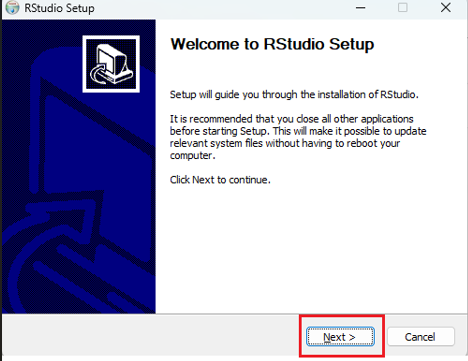 RStudio Setup
Welcome to RStudio Setup
Setup will guide you through the installation of RStudio.
It is recommended that you close all other applications
before starting Setup. This will make it possible to update
relevant system files without having to reboot your
computer.
Click Next to continue.
Next >
Cancel